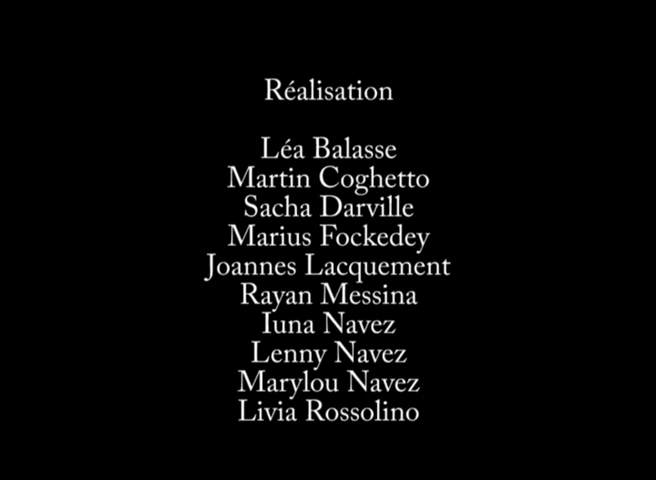 Réalisation
Léa Balasse
Martin Coghetto
Sacha Darville
Marius Fockedey
Joannes Lacquement
Rayan Messina
Iuna Navez
Lenny Navez
Marylou Navez
Livia Rossolino